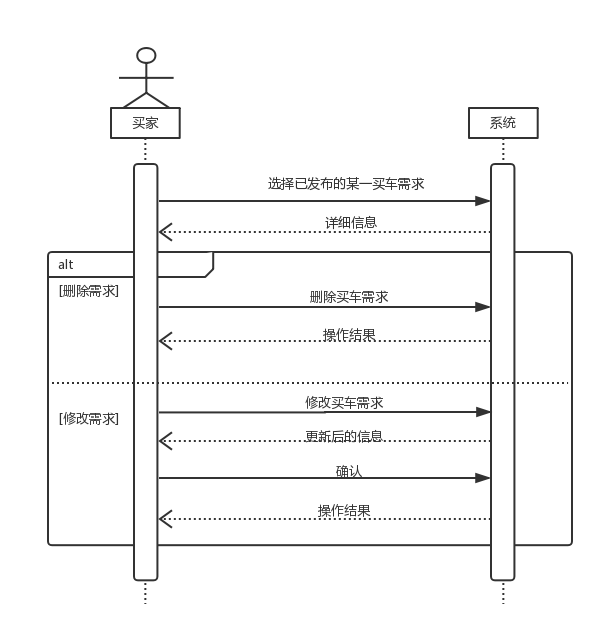 买家
系统
选择已发布的某一买车需求
详细信息
alt
[删除需求]
删除买车需求
操作结果
修改买车需求
[修改需求]
更新后的信息
确认
操作结果